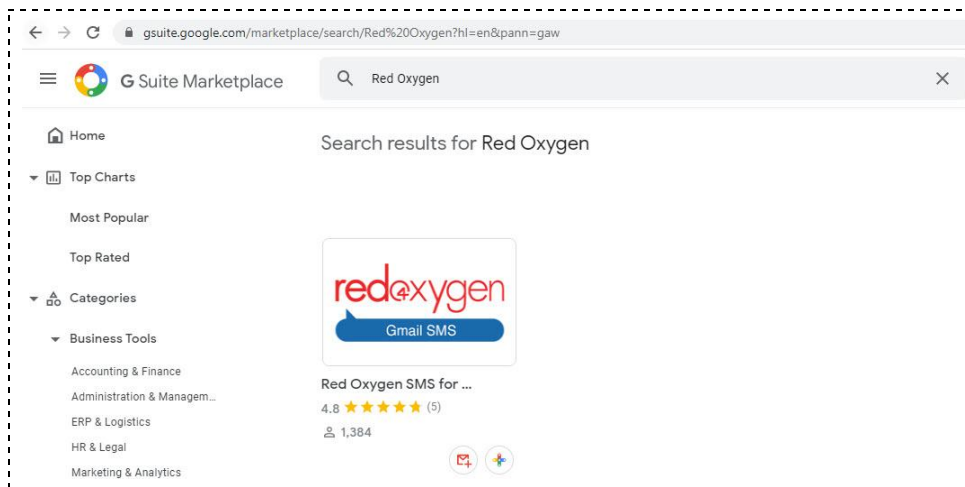 gsuite.google.com/marketplace/search/Red%20Oxygen?hl=en&pann=gaw
G Suite Marketplace
Red Oxygen
Home
Top Charts
Most Popular
Top Rated
Categories
Business Tools
Accounting & Finance
Administration & Managem...
ERP & Logistics
HR & Legal
Marketing & Analytics
Search results for Red Oxygen
redoxygen
Gmail SMS
Red Oxygen SMS for ...
4.8 (5)
1,384